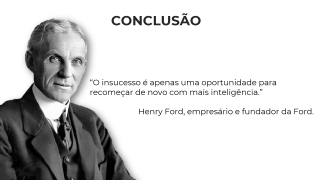 CONCLUSÃO
“O insucesso é apenas uma oportunidade para
recomeçar de novo com mais inteligência.”
Henry Ford, empresário e fundador da Ford.